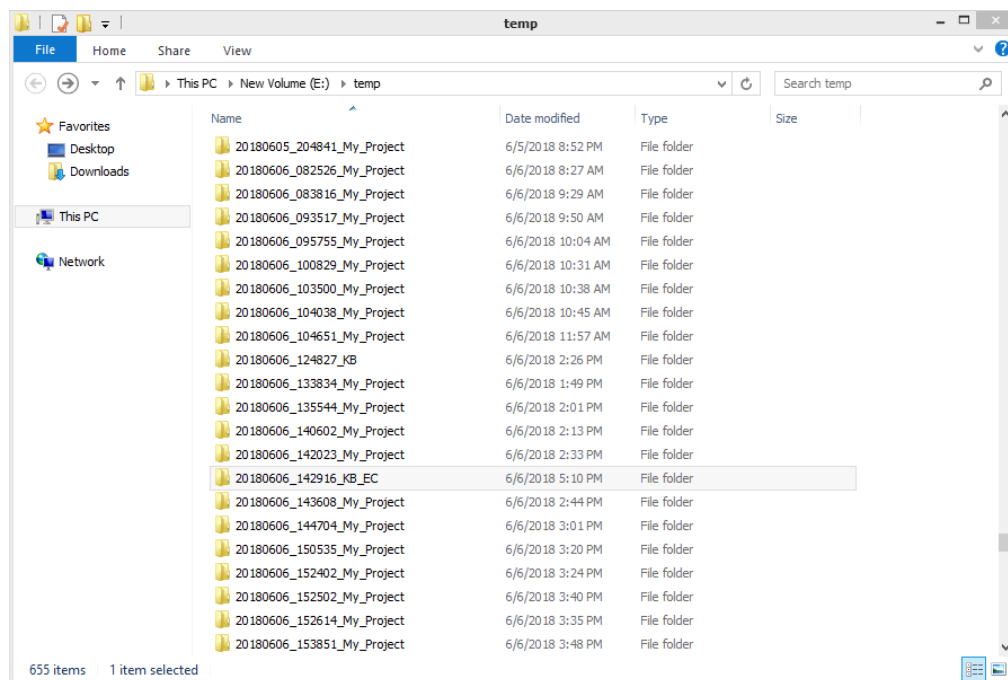 temp
File Home Share View
This PC New Volume (E:) temp Search temp
Name Date modified Type Size
Favorites
Desktop
Downloads
This PC
Network
20180605_204841_My_Project 6/5/2018 8:52 PM File folder
20180606_082526_My_Project 6/6/2018 8:27 AM File folder
20180606_083816_My_Project 6/6/2018 9:29 AM File folder
20180606_093517_My_Project 6/6/2018 9:50 AM File folder
20180606_095755_My_Project 6/6/2018 10:04 AM File folder
20180606_100829_My_Project 6/6/2018 10:31 AM File folder
20180606_103500_My_Project 6/6/2018 10:38 AM File folder
20180606_104038_My_Project 6/6/2018 10:45 AM File folder
20180606_104651_My_Project 6/6/2018 11:57 AM File folder
20180606_124827_KB 6/6/2018 2:26 PM File folder
20180606_133834_My_Project 6/6/2018 1:49 PM File folder
20180606_135544_My_Project 6/6/2018 2:01 PM File folder
20180606_140602_My_Project 6/6/2018 2:13 PM File folder
20180606_142023_My_Project 6/6/2018 2:33 PM File folder
20180606_142916_KB_EC 6/6/2018 5:10 PM File folder
20180606_143608_My_Project 6/6/2018 2:44 PM File folder
20180606_144704_My_Project 6/6/2018 3:01 PM File folder
20180606_150535_My_Project 6/6/2018 3:20 PM File folder
20180606_152402_My_Project 6/6/2018 3:24 PM File folder
20180606_152502_My_Project 6/6/2018 3:40 PM File folder
20180606_152614_My_Project 6/6/2018 3:35 PM File folder
20180606_153851_My_Project 6/6/2018 3:48 PM File folder
655 items 1 item selected